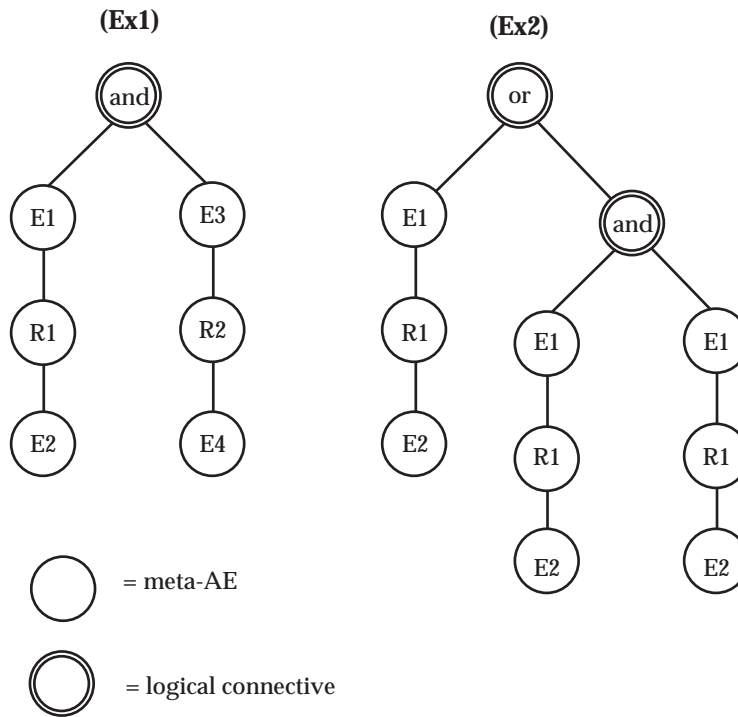 (Ex1)
(Ex2)
and
or
E1
E3
E1
and
R1
R2
R1
E1
E1
E2
E4
E2
R1
R1
E2
E2
= meta-AE
= logical connective